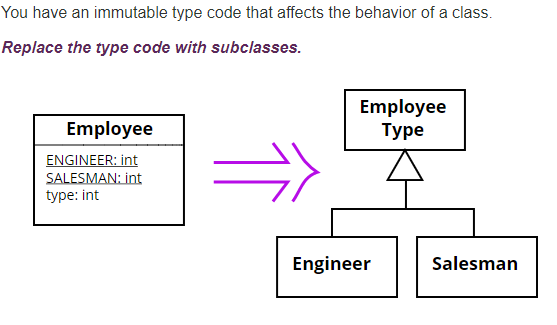 You have an immutable type code that affects the behavior of a class.
Replace the type code with subclasses.
Employee
ENGINEER: int
SALESMAN: int
type: int
Employee
Type
Engineer
Salesman